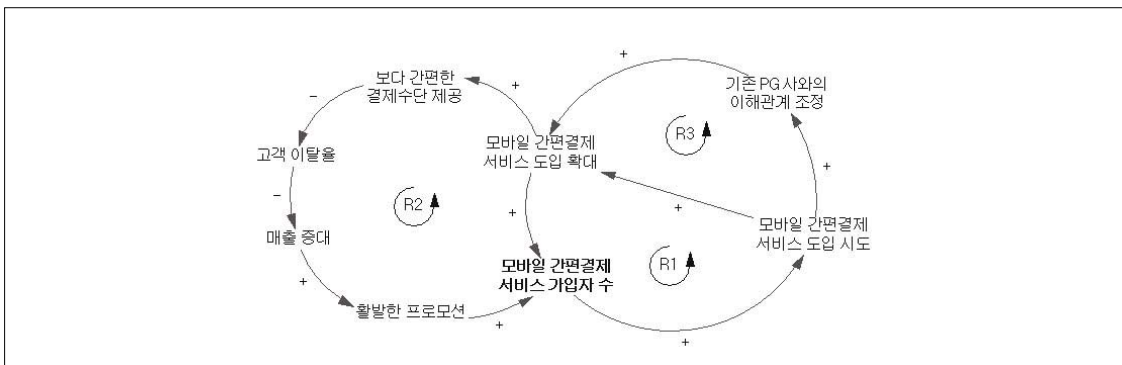 +
+
보다 간편한
결제수단 제공
기존 PG 사와의
이해관계 조정
−
R3
모바일 간편결제
서비스 도입 확대
고객 이탈율
+
−
R2
+
+
매출 증대
모바일 간편결제
서비스 도입 시도
모바일 간편결제
서비스 가입자 수
R1
+
활발한 프로모션
+
+